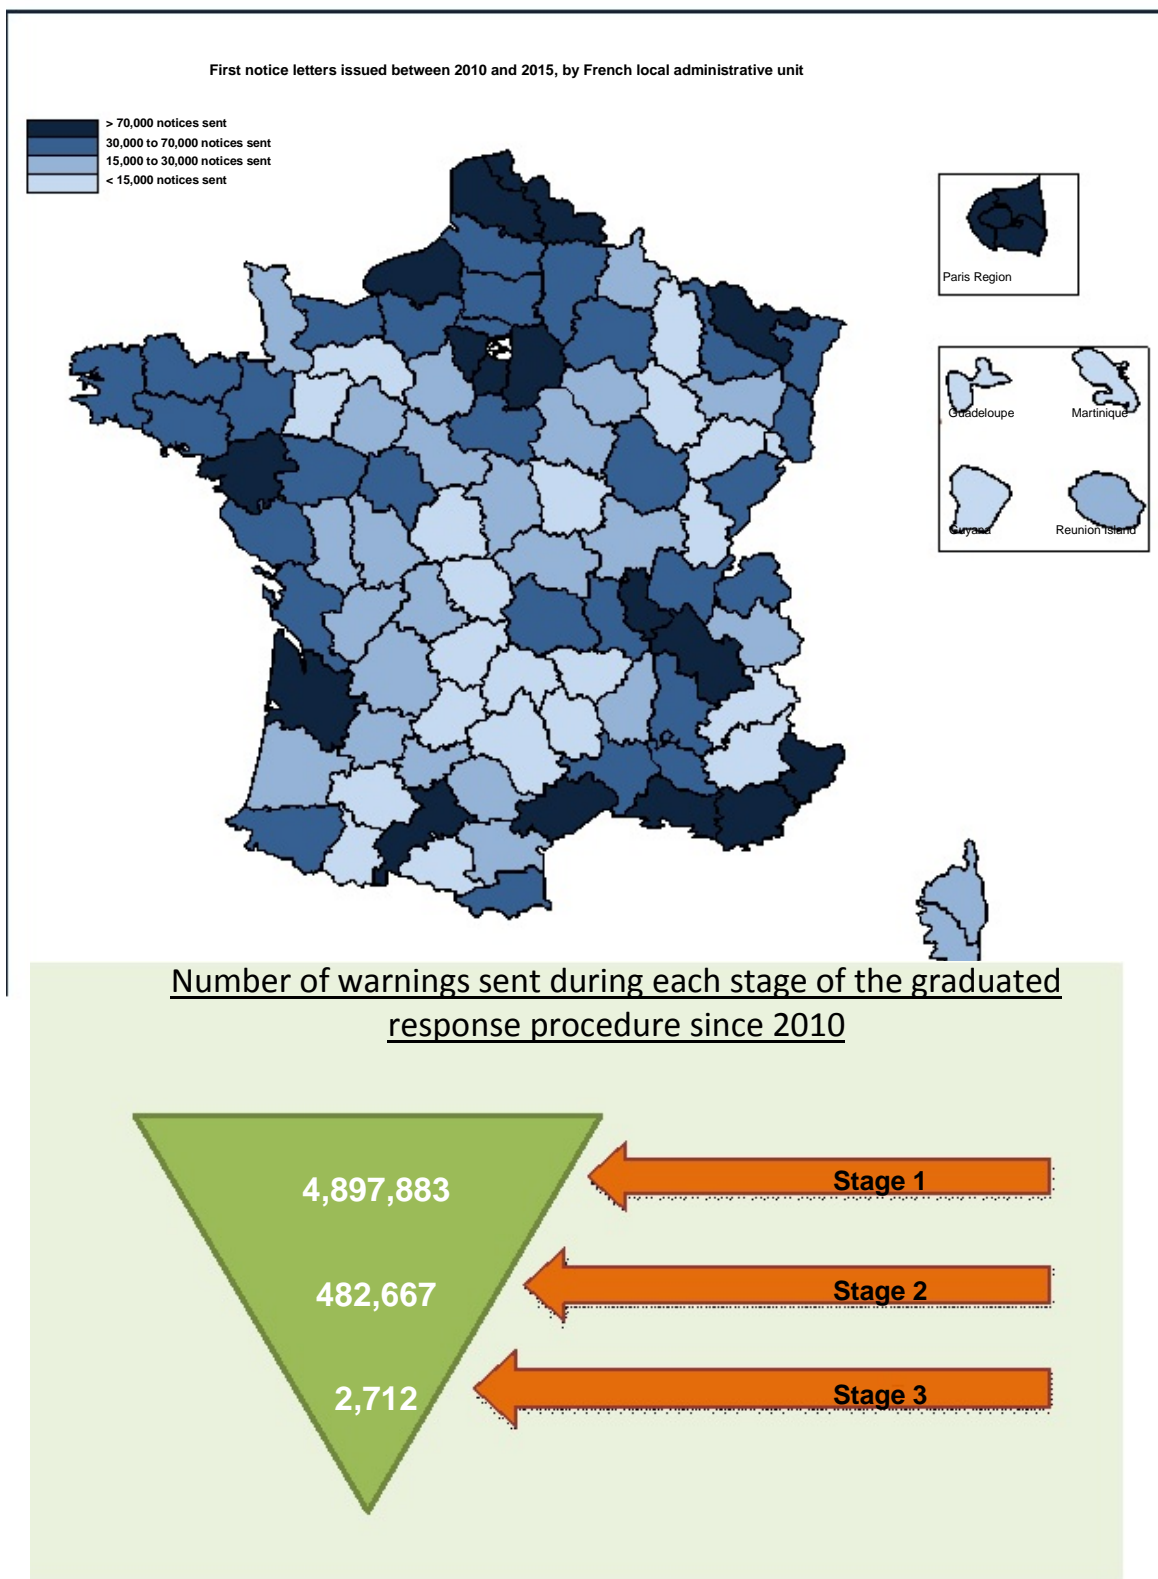 First notice letters issued between 2010 and 2015, by French local administrative unit
> 70,000 notices sent
30,000 to 70,000 notices sent
15,000 to 30,000 notices sent
< 15,000 notices sent
Paris Region
Guadeloupe
Martinique
Guyana
Reunion Island
Number of warnings sent during each stage of the graduated
response procedure since 2010
4,897,883
Stage 1
482,667
Stage 2
2,712
Stage 3